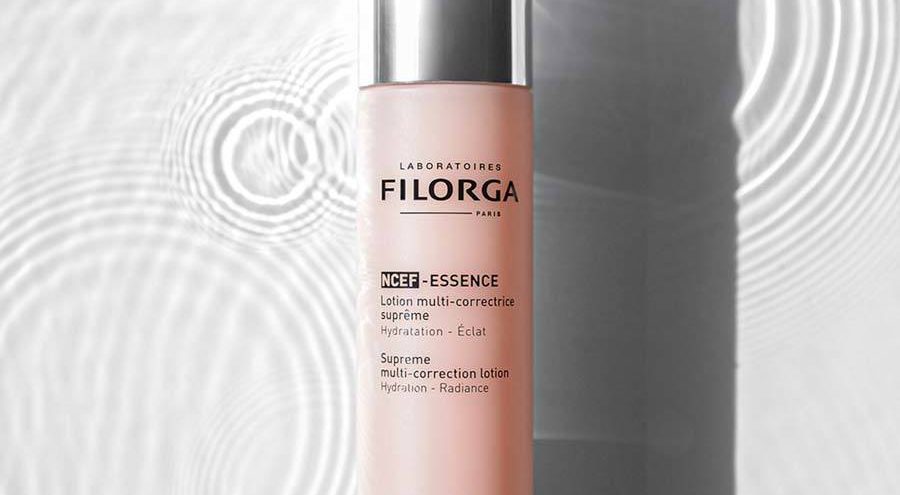 LABORATOIRES
FILORGA
PARIS
NCEF-ESSENCE
Lotion multi-correctrice
suprême
Hydratation - Éclat
Supreme
multi-correction lotion
Hydration - Radiance